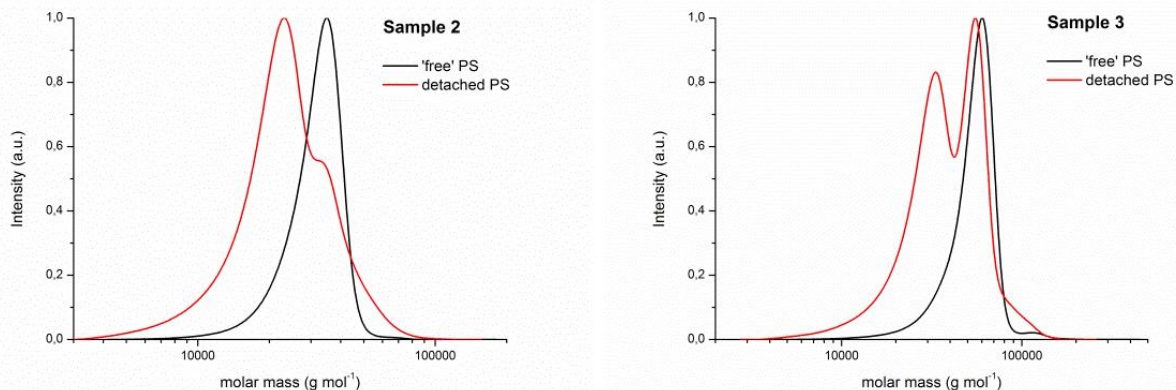 Sample 2
'free' PS
detached PS
1,0
0,8
0,6
0,4
0,2
0,0
Intensity (a.u.)
10000
100000
molar mass (g mol⁻¹)
Sample 3
'free' PS
detached PS
1,0
0,8
0,6
0,4
0,2
0,0
Intensity (a.u.)
10000
100000
molar mass (g mol⁻¹)